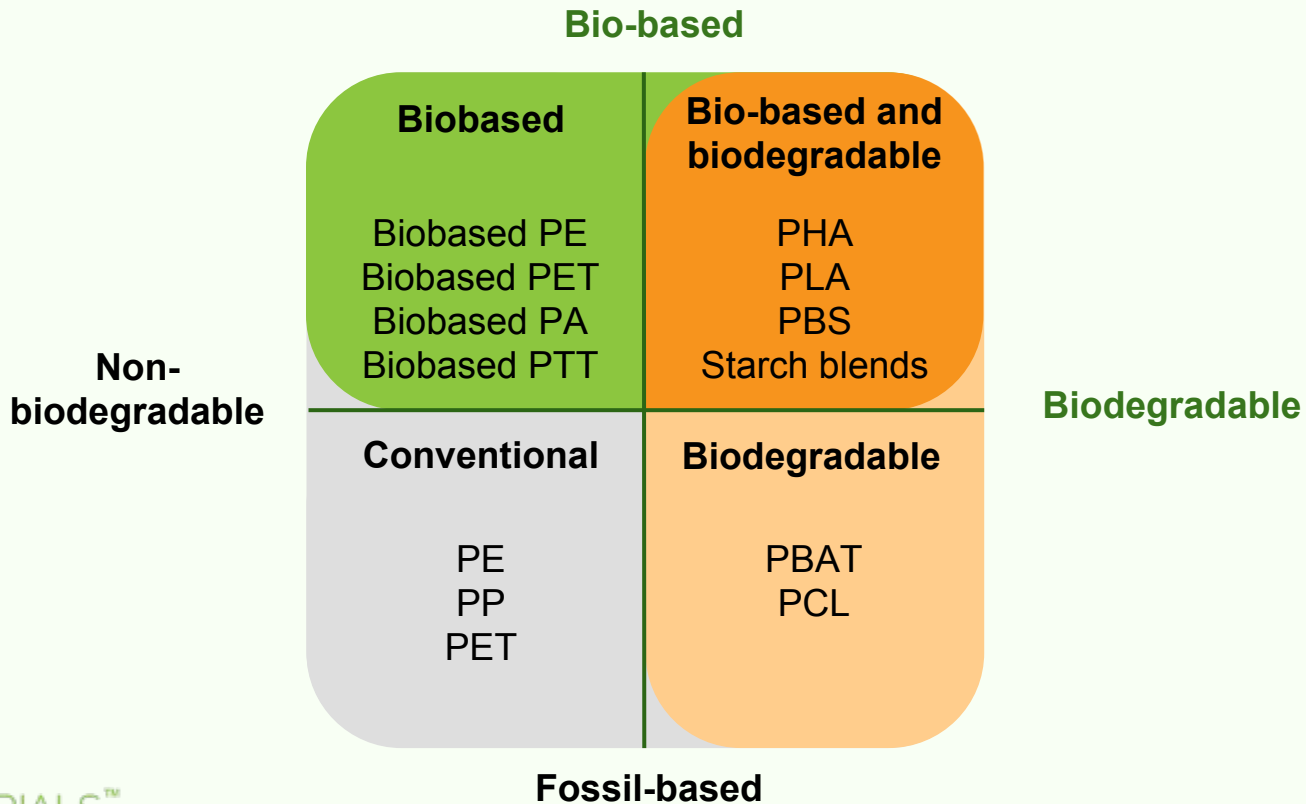 Bio-based
Biobased
Biobased PE
Biobased PET
Biobased PA
Biobased PTT
Bio-based and
biodegradable
PHA
PLA
PBS
Starch blends
Non-
biodegradable
Biodegradable
Conventional
PE
PP
PET
Biodegradable
PBAT
PCL
Fossil-based